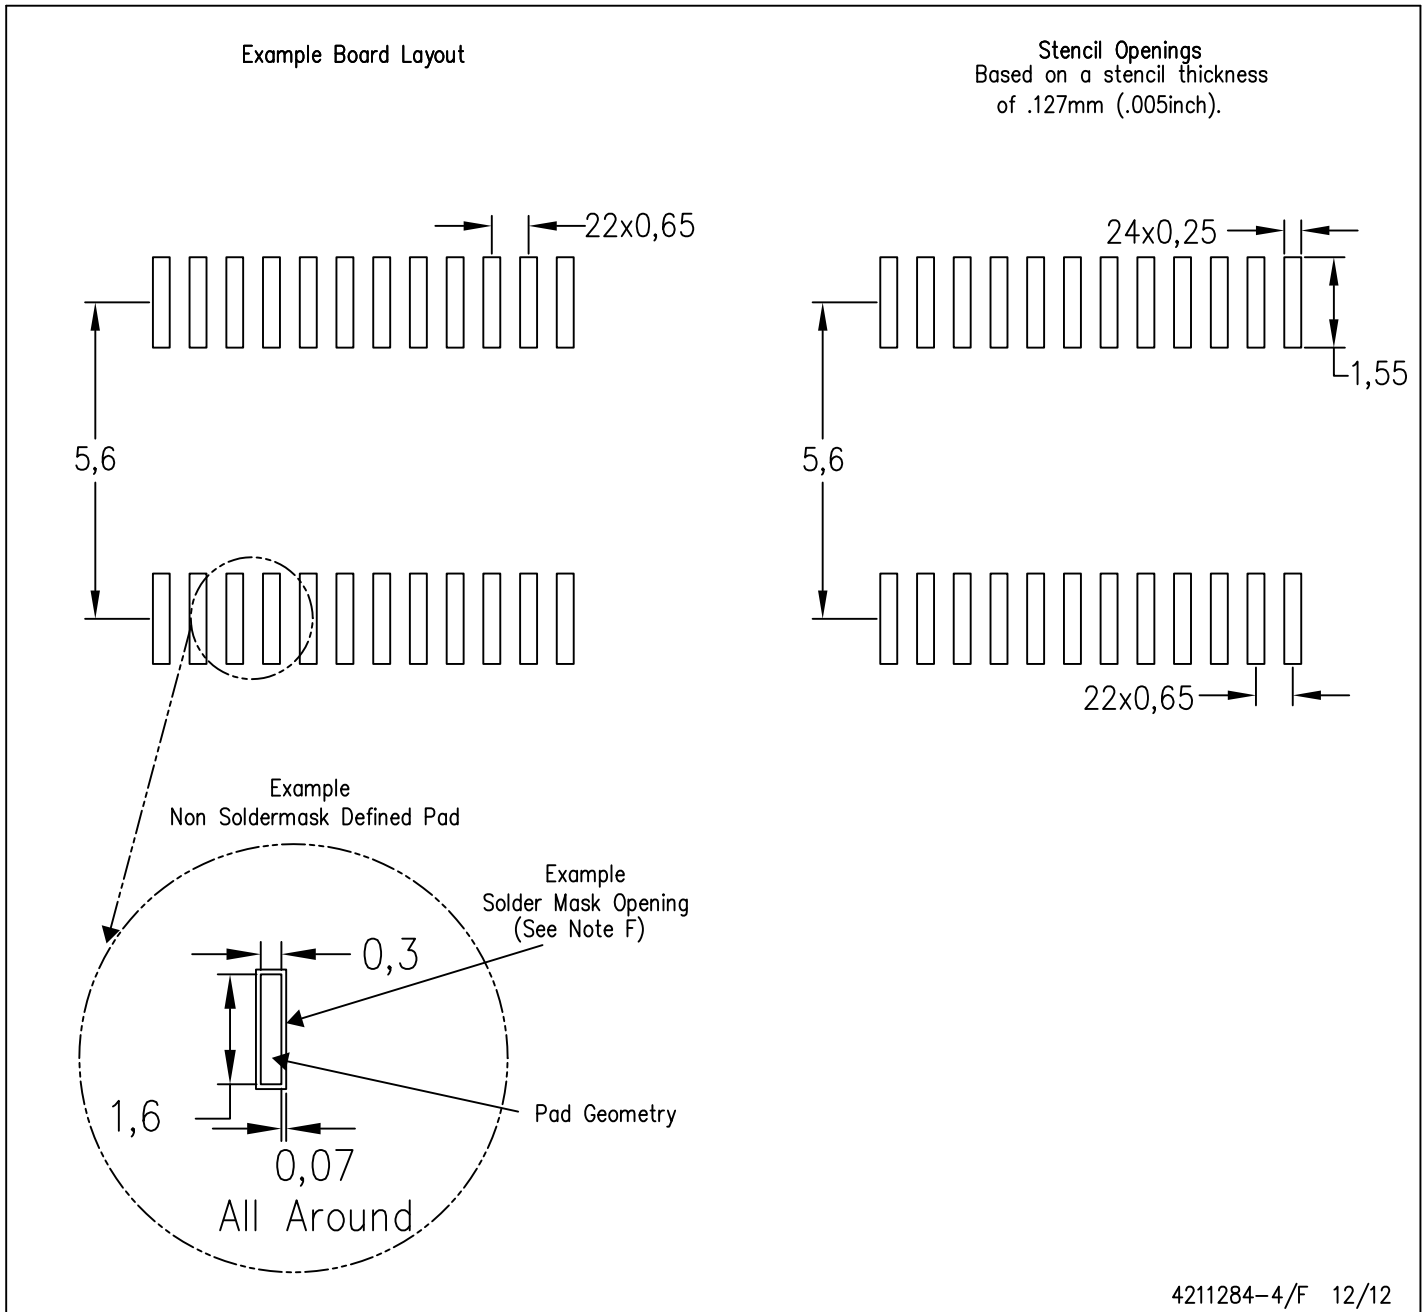 Example Board Layout
Stencil Openings
Based on a stencil thickness
of .127mm (.005inch).
22x0,65
24x0,25
1,55
5,6
5,6
22x0,65
Example
Non Soldermask Defined Pad
Example
Solder Mask Opening
(See Note F)
0,3
1,6
Pad Geometry
0,07
All Around
4211284-4/F 12/12